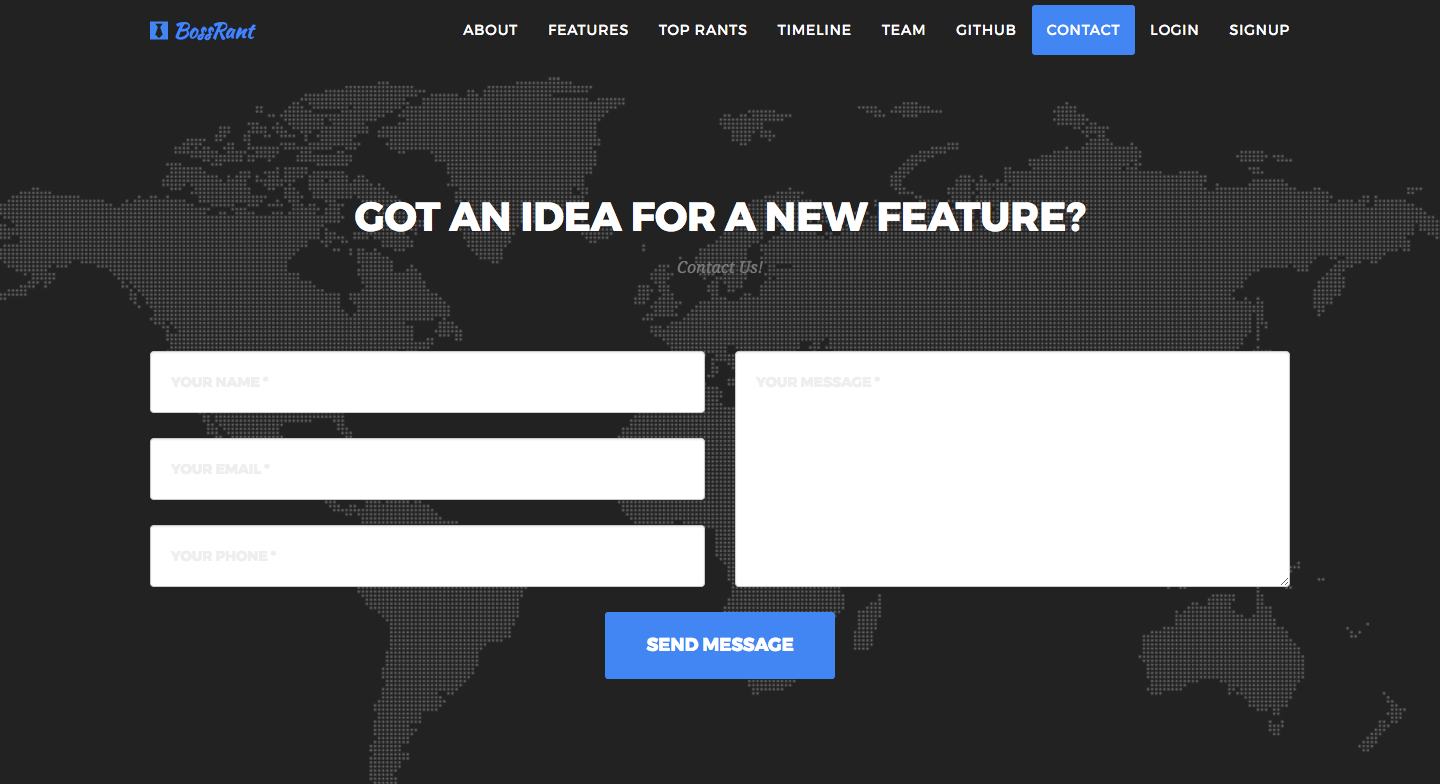 BossRant
ABOUT FEATURES TOP RANTS TIMELINE TEAM GITHUB CONTACT LOGIN SIGNUP
GOT AN IDEA FOR A NEW FEATURE?
Contact Us!
YOUR NAME *
YOUR EMAIL *
YOUR PHONE *
YOUR MESSAGE *
SEND MESSAGE